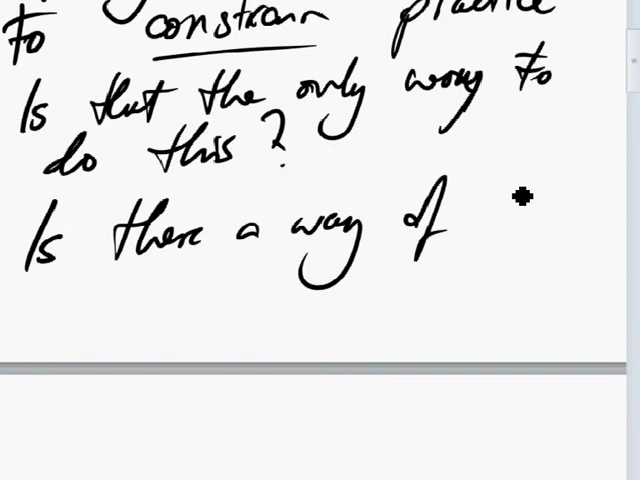 To constrain practice
Is that the only way to
do this?
Is there a way of